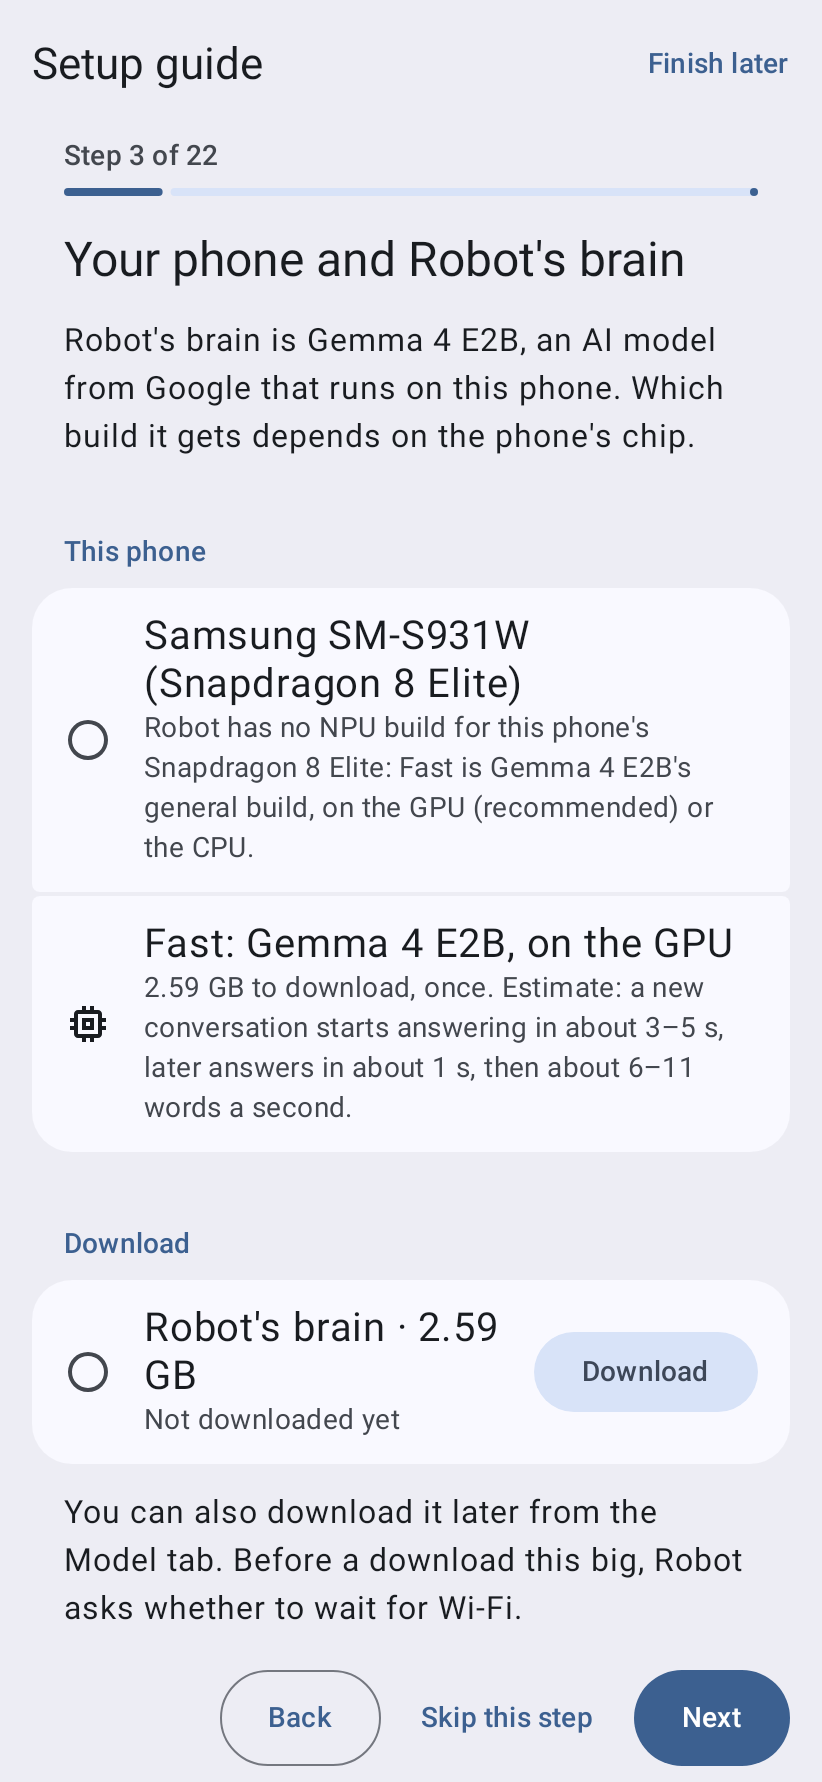 Setup guide
Finish later
Step 3 of 22
Your phone and Robot's brain
Robot's brain is Gemma 4 E2B, an AI model
from Google that runs on this phone. Which
build it gets depends on the phone's chip.
This phone
Samsung SM-S931W
(Snapdragon 8 Elite)
Robot has no NPU build for this phone's
Snapdragon 8 Elite: Fast is Gemma 4 E2B's
general build, on the GPU (recommended) or
the CPU.
Fast: Gemma 4 E2B, on the GPU
2.59 GB to download, once. Estimate: a new
conversation starts answering in about 3–5 s,
later answers in about 1 s, then about 6–11
words a second.
Download
Robot's brain · 2.59
GB
Not downloaded yet
Download
You can also download it later from the
Model tab. Before a download this big, Robot
asks whether to wait for Wi-Fi.
Back
Skip this step
Next